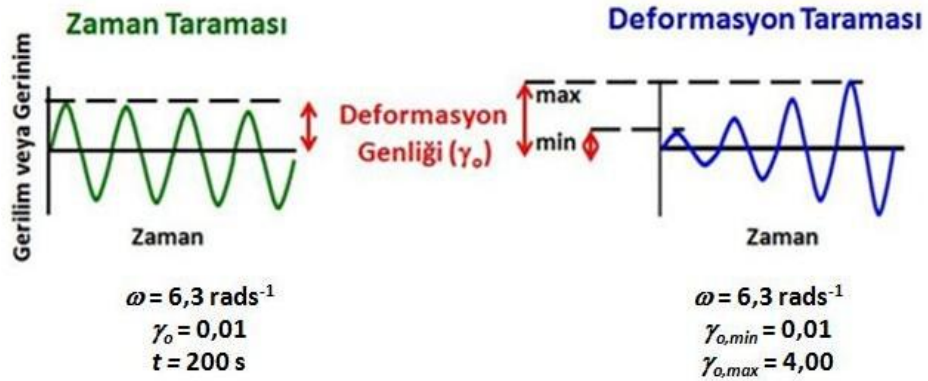 Zaman Taraması
Gerilim veya Gerinim
Zaman
ω = 6,3 rads⁻¹
γₒ = 0,01
t = 200 s
Deformasyon
Genliği (γₒ)
Deformasyon Taraması
max
min
Zaman
ω = 6,3 rads⁻¹
γₒ,min = 0,01
γₒ,max = 4,00